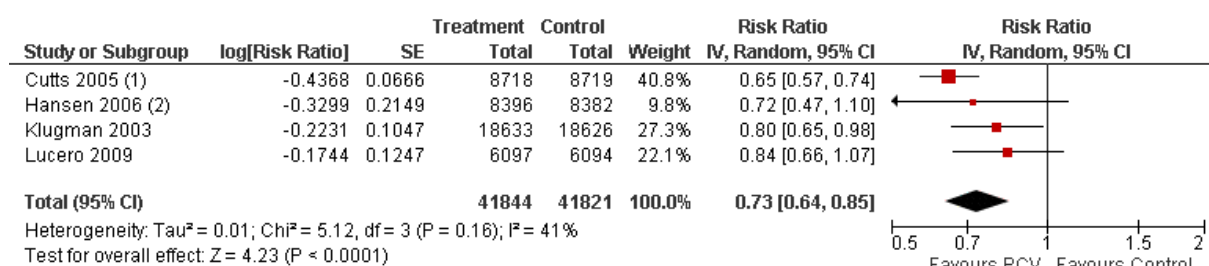 Treatment Control Risk Ratio Risk Ratio
Study or Subgroup log[Risk Ratio] SE Total Total Weight IV, Random, 95% CI IV, Random, 95% CI
Cutts 2005 (1) -0.4368 0.0666 8718 8719 40.8% 0.65 [0.57, 0.74]
Hansen 2006 (2) -0.3299 0.2149 8396 8382 9.8% 0.72 [0.47, 1.10]
Klugman 2003 -0.2231 0.1047 18633 18626 27.3% 0.80 [0.65, 0.98]
Lucero 2009 -0.1744 0.1247 6097 6094 22.1% 0.84 [0.66, 1.07]
Total (95% CI) 41844 41821 100.0% 0.73 [0.64, 0.85]
Heterogeneity: Tau² = 0.01; Chi² = 5.12, df = 3 (P = 0.16); I² = 41%
Test for overall effect: Z = 4.23 (P < 0.0001)
0.5 0.7 1 1.5 2
Favours PCV Favours Control